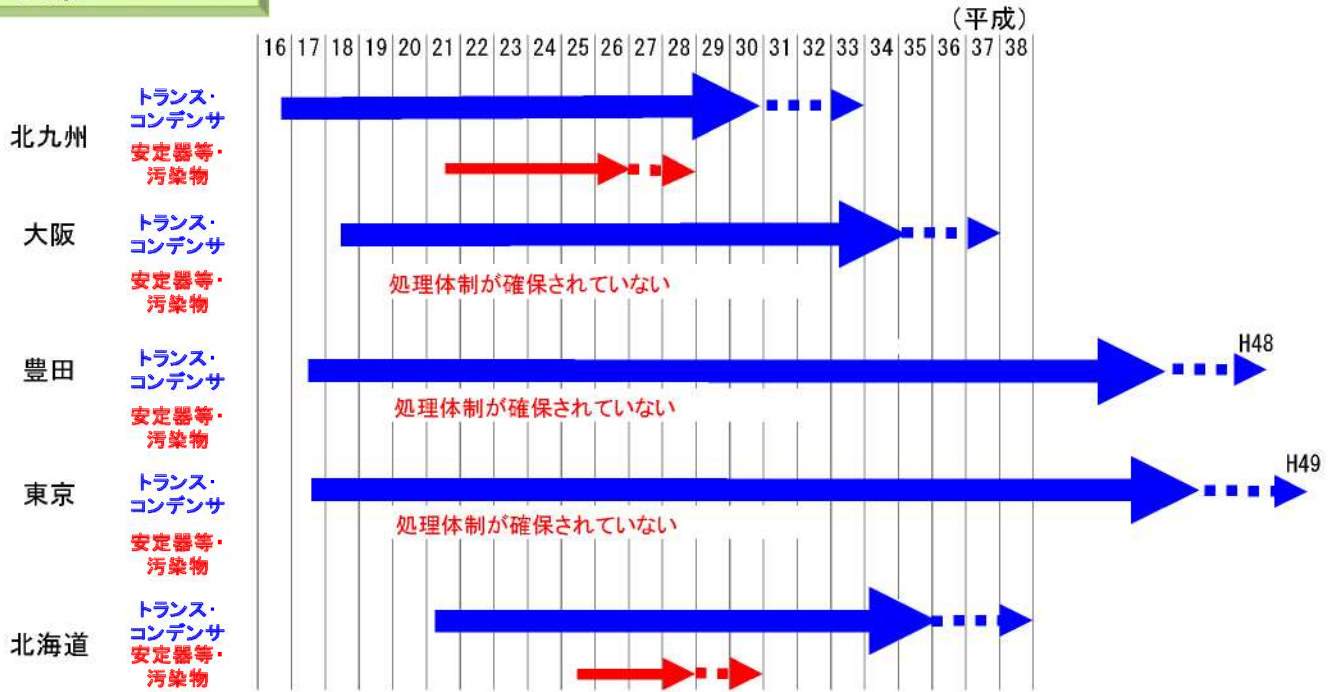 (平成)
16 17 18 19 20 21 22 23 24 25 26 27 28 29 30 31 32 33 34 35 36 37 38
北九州
トランス・
コンデンサ
安定器等・
汚染物
大阪
トランス・
コンデンサ
安定器等・
汚染物
処理体制が確保されていない
豊田
トランス・
コンデンサ
H48
安定器等・
汚染物
処理体制が確保されていない
東京
トランス・
コンデンサ
H49
安定器等・
汚染物
処理体制が確保されていない
北海道
トランス・
コンデンサ
安定器等・
汚染物